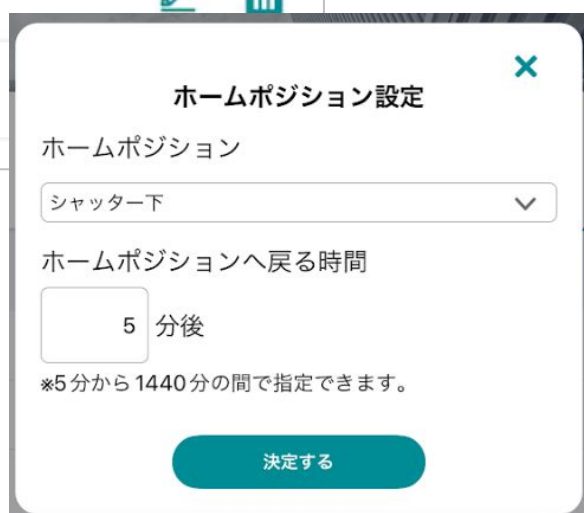 ホームポジション設定
ホームポジション
シャッター下
ホームポジションへ戻る時間
5 分後
※5分から1440分の間で指定できます。
決定する